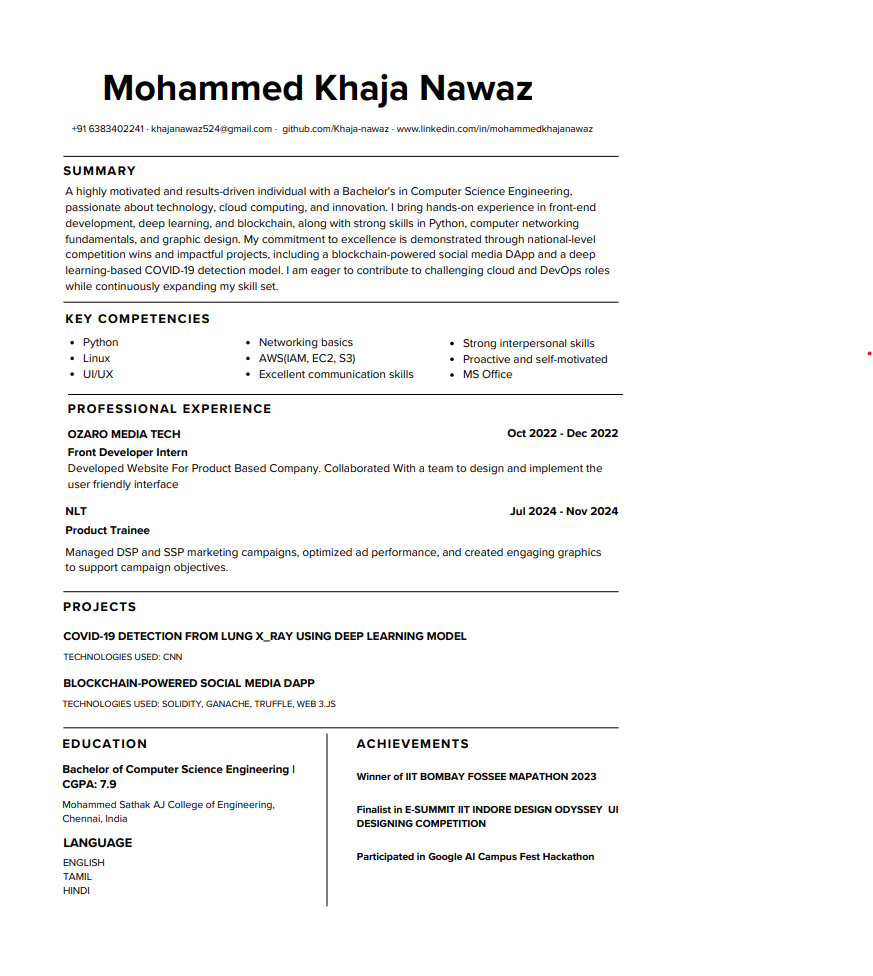 Mohammed Khaja Nawaz
+91 6383402241 · khajanawaz524@gmail.com · github.com/Khaja-nawaz · www.linkedin.com/in/mohammedkhajanawaz
SUMMARY
A highly motivated and results-driven individual with a Bachelor's in Computer Science Engineering,
passionate about technology, cloud computing, and innovation. I bring hands-on experience in front-end
development, deep learning, and blockchain, along with strong skills in Python, computer networking
fundamentals, and graphic design. My commitment to excellence is demonstrated through national-level
competition wins and impactful projects, including a blockchain-powered social media DApp and a deep
learning-based COVID-19 detection model. I am eager to contribute to challenging cloud and DevOps roles
while continuously expanding my skill set.
KEY COMPETENCIES
• Python
• Linux
• UI/UX
• Networking basics
• AWS(IAM, EC2, S3)
• Excellent communication skills
• Strong interpersonal skills
• Proactive and self-motivated
• MS Office
PROFESSIONAL EXPERIENCE
OZARO MEDIA TECH Oct 2022 - Dec 2022
Front Developer Intern
Developed Website For Product Based Company. Collaborated With a team to design and implement the
user friendly interface
NLT Jul 2024 - Nov 2024
Product Trainee
Managed DSP and SSP marketing campaigns, optimized ad performance, and created engaging graphics
to support campaign objectives.
PROJECTS
COVID-19 DETECTION FROM LUNG X_RAY USING DEEP LEARNING MODEL
TECHNOLOGIES USED: CNN
BLOCKCHAIN-POWERED SOCIAL MEDIA DAPP
TECHNOLOGIES USED: SOLIDITY, GANACHE, TRUFFLE, WEB 3.JS
EDUCATION
Bachelor of Computer Science Engineering |
CGPA: 7.9
Mohammed Sathak AJ College of Engineering,
Chennai, India
LANGUAGE
ENGLISH
TAMIL
HINDI
ACHIEVEMENTS
Winner of IIT BOMBAY FOSSEE MAPATHON 2023
Finalist in E-SUMMIT IIT INDORE DESIGN ODYSSEY UI
DESIGNING COMPETITION
Participated in Google AI Campus Fest Hackathon